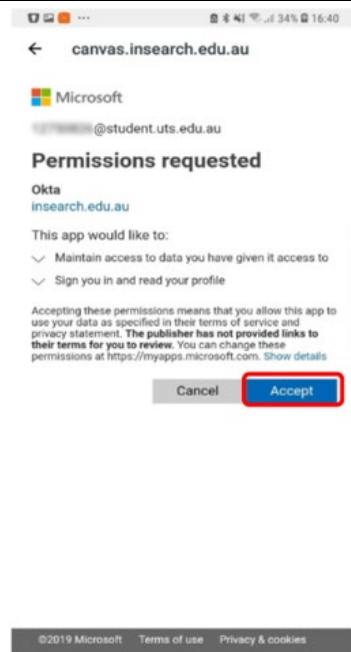 34% 16:40
canvas.insearch.edu.au
Microsoft
@student.uts.edu.au
Permissions requested
Okta
insearch.edu.au
This app would like to:
Maintain access to data you have given it access to
Sign you in and read your profile
Accepting these permissions means that you allow this app to
use your data as specified in their terms of service and
privacy statement. The publisher has not provided links to
their terms for you to review. You can change these
permissions at https://myapps.microsoft.com. Show details
Cancel Accept
©2019 Microsoft Terms of use Privacy & cookies